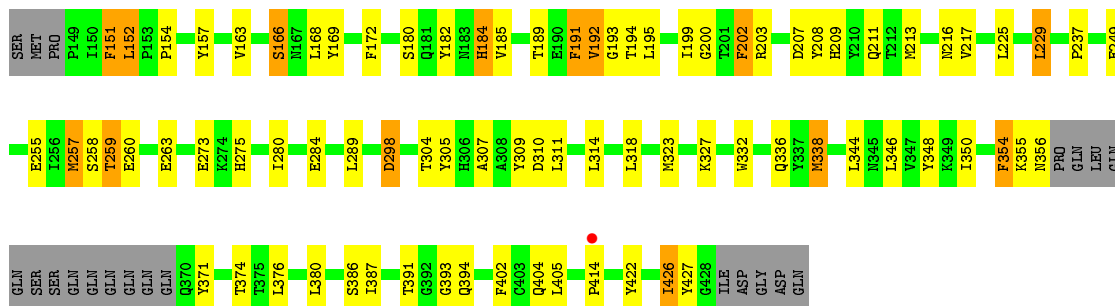 SER MET PRO P149 I150 F151 L152 P153 P154 Y157 V163 S166 N167 L168 Y169 F172 S180 Q181 Y182 N183 H184 V185 T189 E190 F191 V192 G193 T194 L195 I199 G200 T201 F202 R203 D207 Y208 H209 Y210 Q211 T212 M213 N216 V217 L225 L229 P237
E255 I256 M257 S258 T259 E260 E263 E273 K274 H275 I280 E284 L289 D298 T304 Y305 H306 A307 A308 Y309 D310 L311 L314 L318 M323 K327 W332 Q336 Y337 M338 L344 N345 L346 V347 Y348 K349 I350 F354 K355 N356 PRO GLN LEU GLN
GLN SER SER GLN GLN GLN GLN GLN Q370 Y371 T374 T375 L376 L380 S386 I387 T391 G392 G393 Q394 F402 C403 Q404 L405 P414 Y422 I426 Y427 G428 ILE ASP GLY ASP GLN